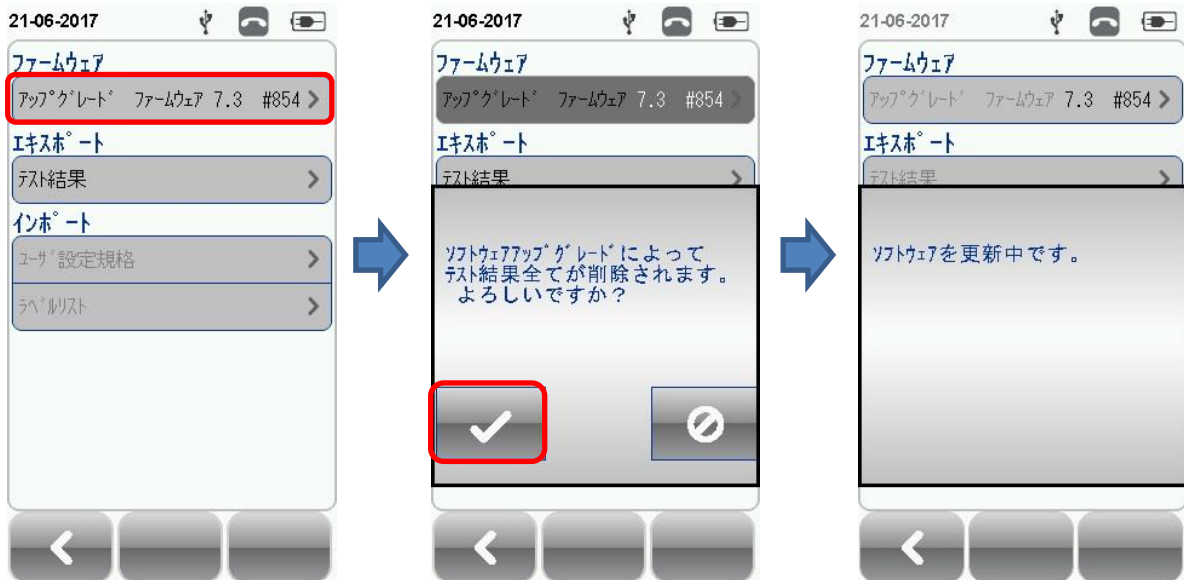 21-06-2017
ファームウェア
アップグレード ファームウェア 7.3 #854
エキスポート
テスト結果
インポート
ユーザ設定規格
ラベルリスト
21-06-2017
ファームウェア
アップグレード ファームウェア 7.3 #854
エキスポート
テスト結果
ソフトウェアアップグレードによって
テスト結果全てが削除されます。
よろしいですか？
21-06-2017
ファームウェア
アップグレード ファームウェア 7.3 #854
エキスポート
テスト結果
ソフトウェアを更新中です。